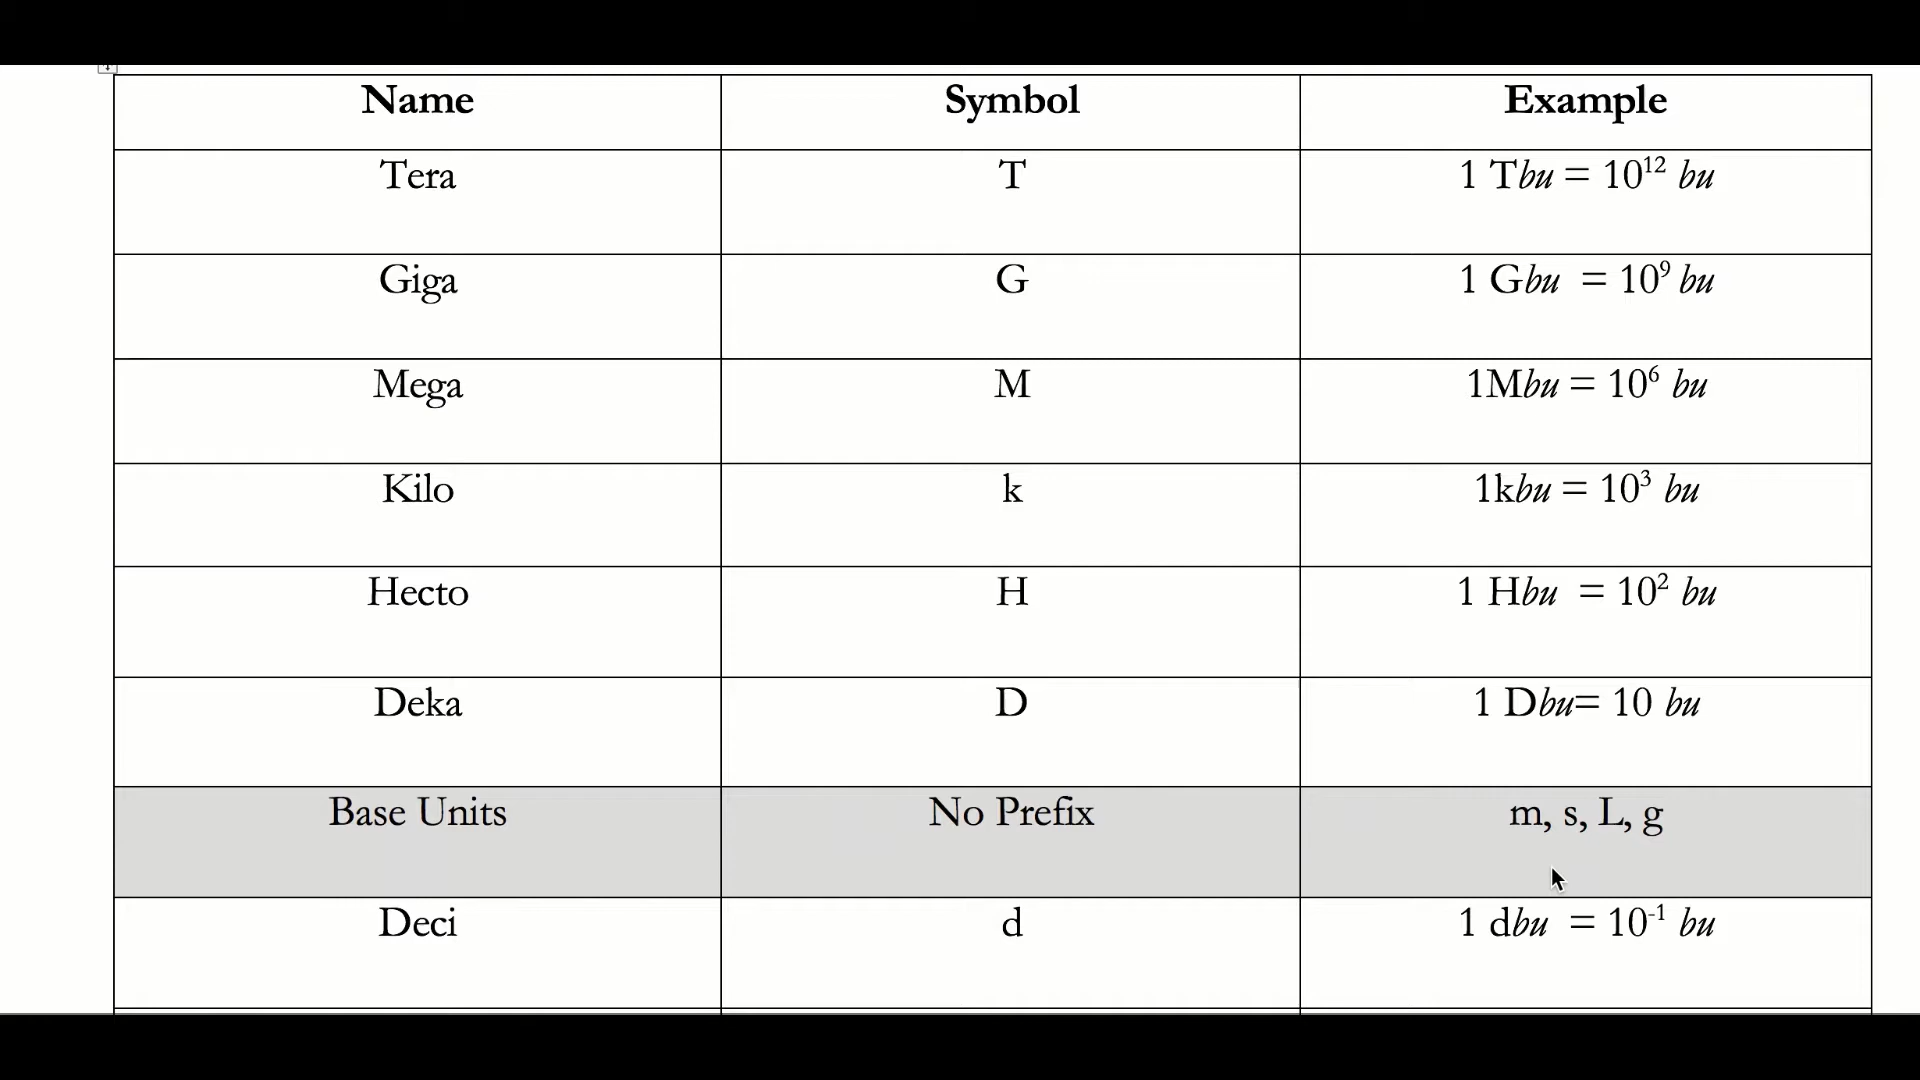 Name Symbol Example
Tera T 1 Tbu = 10¹² bu
Giga G 1 Gbu = 10⁹ bu
Mega M 1Mbu = 10⁶ bu
Kilo k 1kbu = 10³ bu
Hecto H 1 Hbu = 10² bu
Deka D 1 Dbu= 10 bu
Base Units No Prefix m, s, L, g
Deci d 1 dbu = 10⁻¹ bu